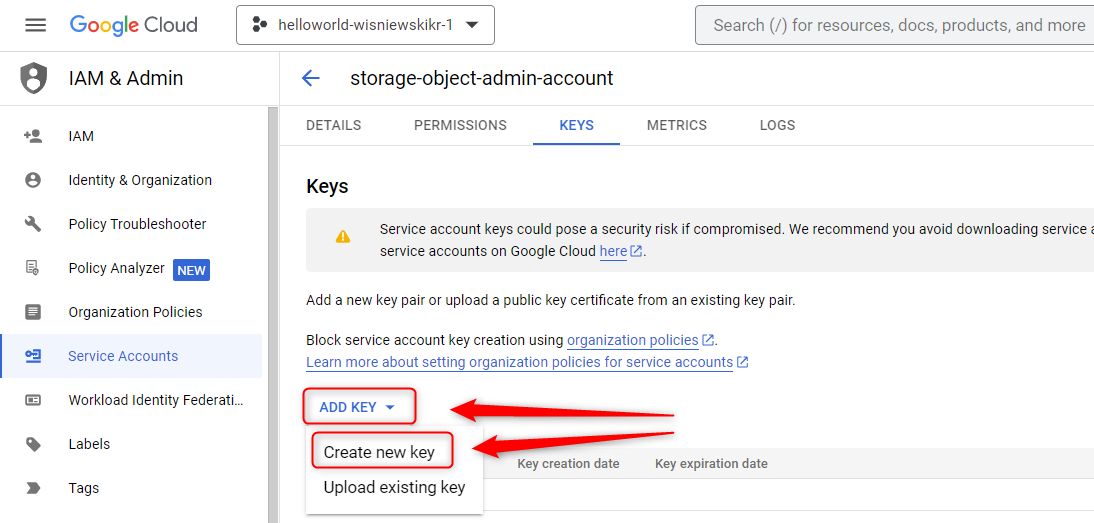 Google Cloud
helloworld-wisniewskikr-1
Search (/) for resources, docs, products, and more
IAM & Admin
IAM
Identity & Organization
Policy Troubleshooter
Policy Analyzer NEW
Organization Policies
Service Accounts
Workload Identity Federati...
Labels
Tags
storage-object-admin-account
DETAILS PERMISSIONS KEYS METRICS LOGS
Keys
Service account keys could pose a security risk if compromised. We recommend you avoid downloading service a
service accounts on Google Cloud here.
Add a new key pair or upload a public key certificate from an existing key pair.
Block service account key creation using organization policies.
Learn more about setting organization policies for service accounts
ADD KEY
Create new key
Upload existing key
Key creation date Key expiration date